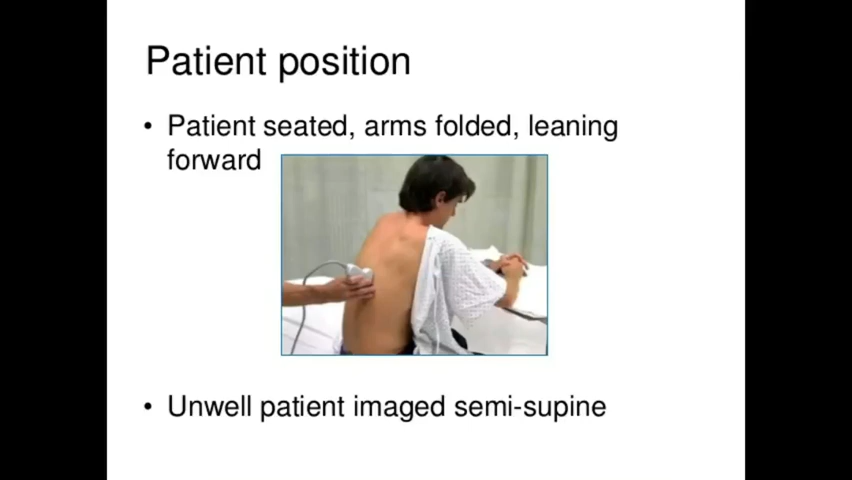 Patient position
• Patient seated, arms folded, leaning
forward
• Unwell patient imaged semi-supine